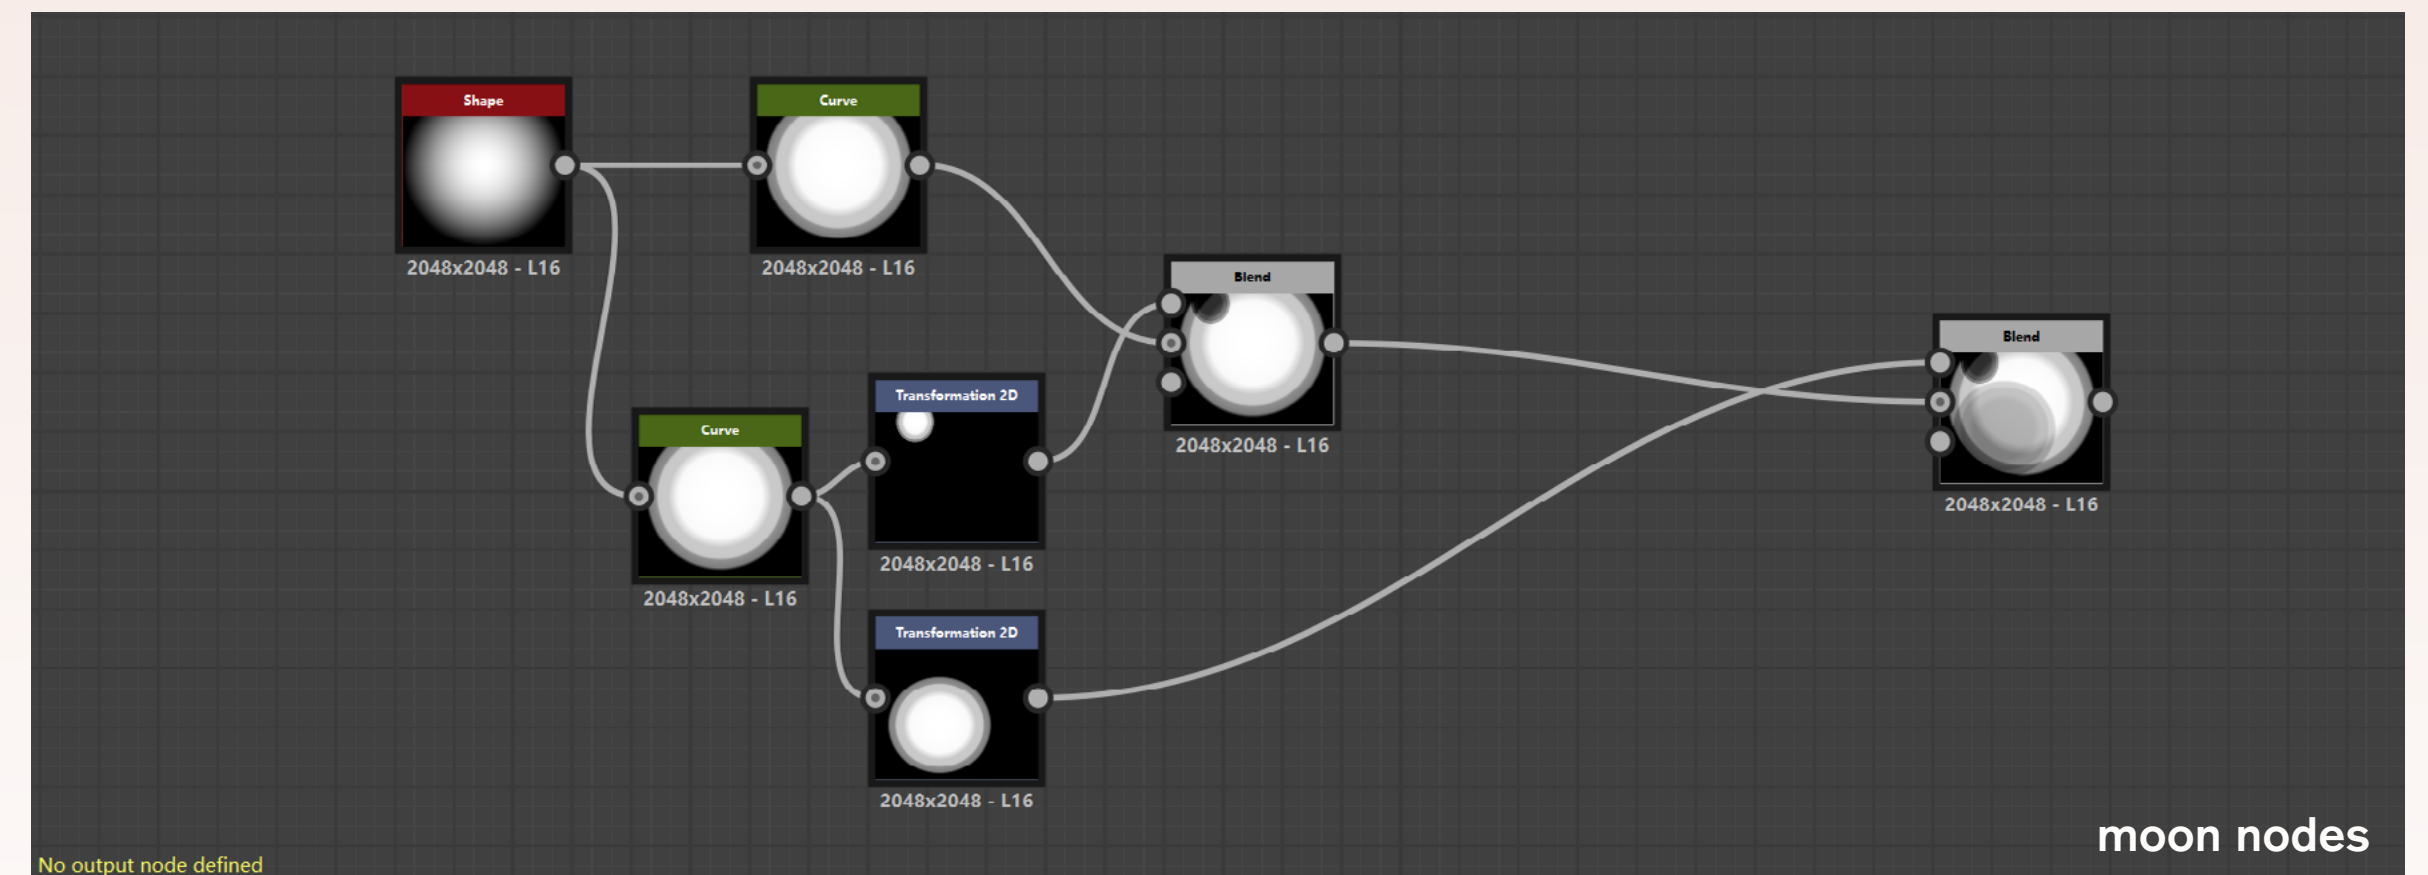 Shape
2048x2048 - L16
Curve
2048x2048 - L16
Blend
2048x2048 - L16
Blend
2048x2048 - L16
Transformation 2D
2048x2048 - L16
Curve
2048x2048 - L16
Transformation 2D
2048x2048 - L16
moon nodes
No output node defined